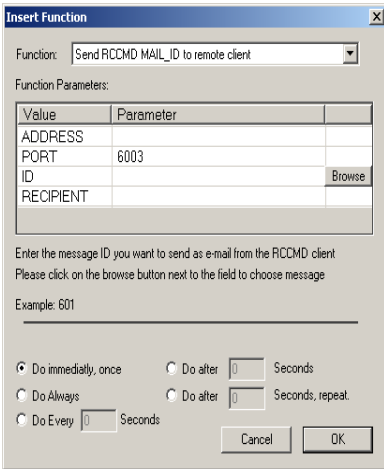 Insert Function
Function: Send RCCMD MAIL_ID to remote client
Function Parameters:
Value Parameter
ADDRESS
PORT 6003
ID Browse
RECIPIENT
Enter the message ID you want to send as e-mail from the RCCMD client
Please click on the browse button next to the field to choose message
Example: 601
Do immediatly, once Do after 0 Seconds
Do Always Do after 0 Seconds, repeat.
Do Every 0 Seconds
Cancel OK